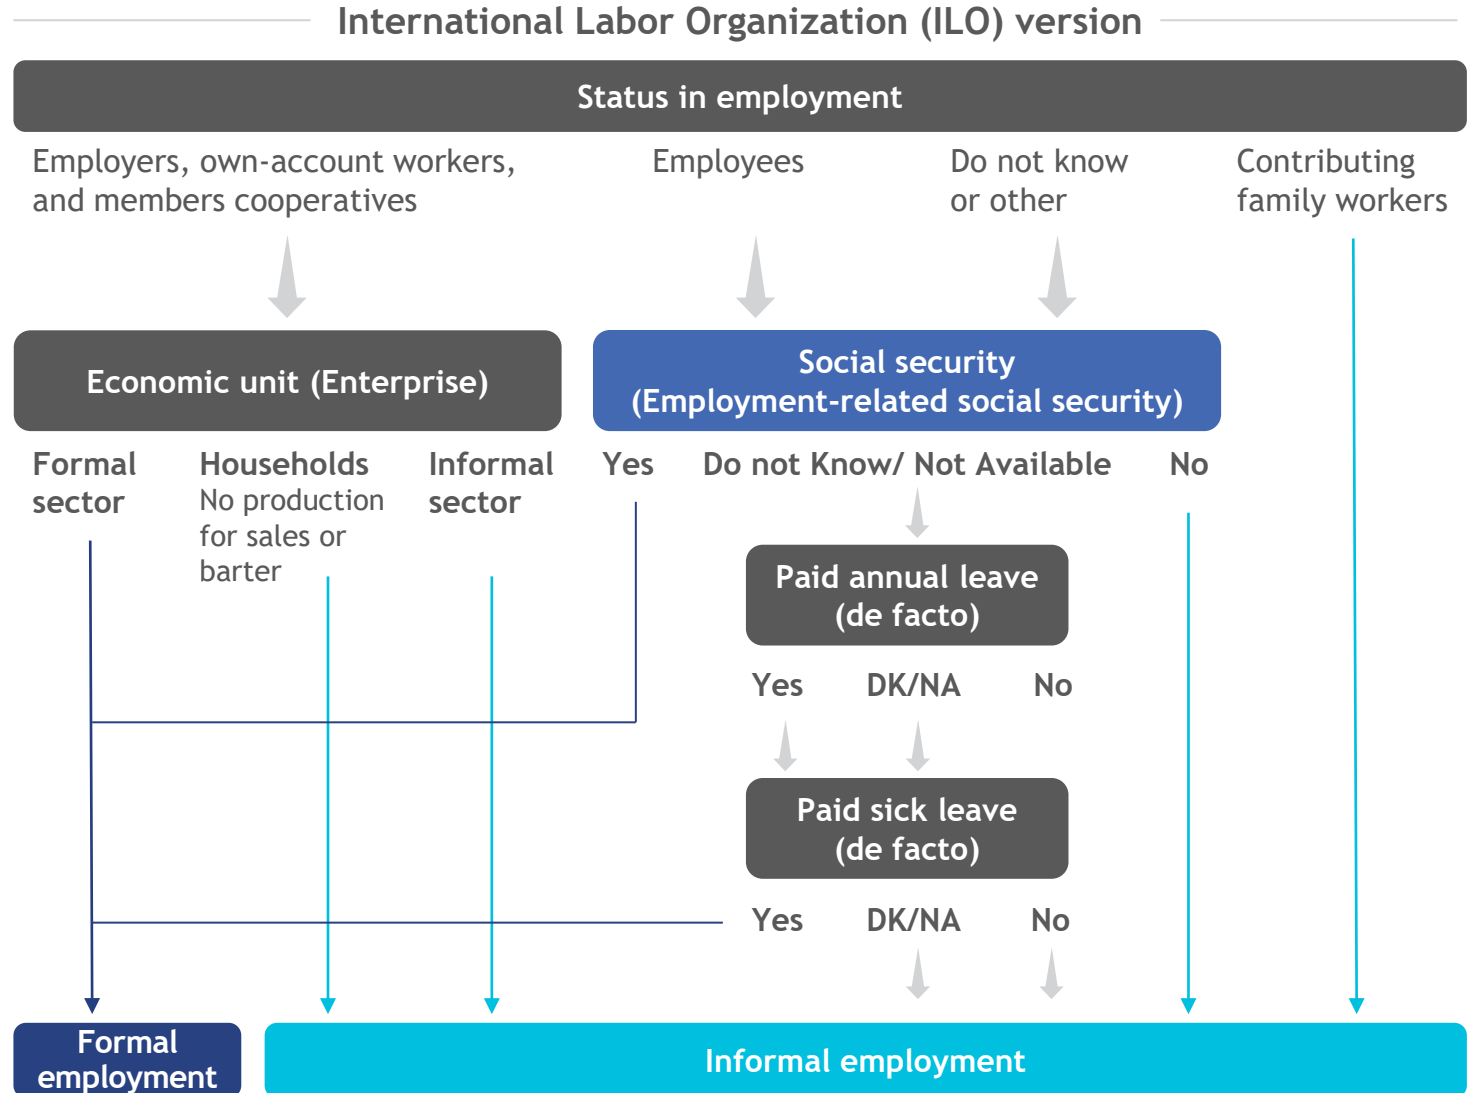 International Labor Organization (ILO) version
Status in employment
Employers, own-account workers,
and members cooperatives
Employees
Do not know
or other
Contributing
family workers
Economic unit (Enterprise)
Social security
(Employment-related social security)
Formal
sector
Households
No production
for sales or
barter
Informal
sector
Yes
Do not Know/ Not Available
No
Paid annual leave
(de facto)
Yes
DK/NA
No
Paid sick leave
(de facto)
Yes
DK/NA
No
Formal
employment
Informal employment